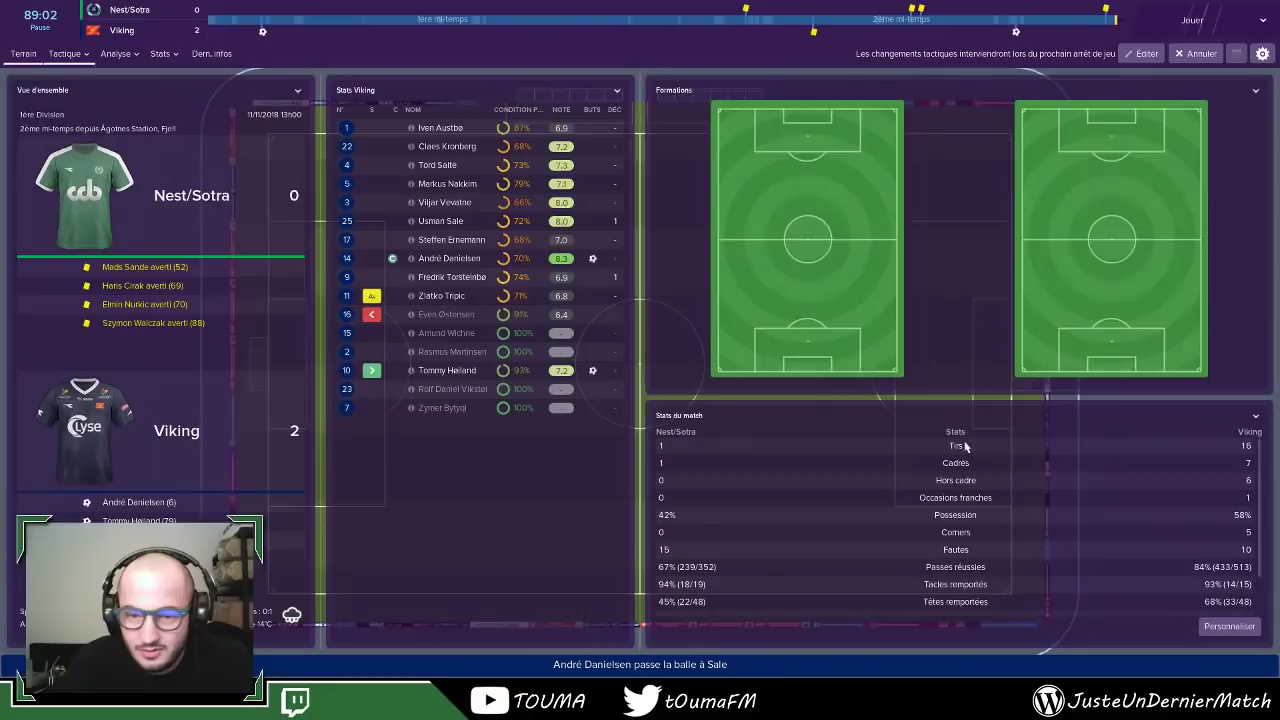 89:02
Pause
Nest/Sotra 0
Viking 2
1ère mi-temps
2ème mi-temps
Jouer
Terrain Tactique Analyse Stats Dern. infos
Les changements tactiques interviendront lors du prochain arrêt de jeu
Éditer
Annuler
Vue d'ensemble
1ère Division 11/11/2018 13h00
2ème mi-temps depuis Ågotnes Stadion, Fjell
cdb
Nest/Sotra 0
Mads Sande averti (52)
Haris Cirak averti (69)
Elmin Nurkic averti (70)
Szymon Walczak averti (88)
Lyse
Viking 2
André Danielsen (6)
Tommy Høiland (79)
Stats Viking
N° S C NOM CONDITION P... NOTE BUTS DÉC
1 Iven Austbø 87% 6.9 -
22 Claes Kronberg 68% 7.2 -
4 Tord Salte 73% 7.3 -
5 Markus Nakkim 79% 7.1 -
3 Viljar Vevatne 66% 8.0 -
25 Usman Sale 72% 8.0 1
17 Steffen Ernemann 68% 7.0 -
14 C André Danielsen 70% 8.3 -
9 Fredrik Torsteinbø 74% 6.9 1
11 Av Zlatko Tripic 71% 6.8 -
16 Even Østensen 91% 6.4 -
15 Amund Wichne 100% - -
2 Rasmus Martinsen 100% -
10 Tommy Høiland 93% 7.2 -
23 Rolf Daniel Vikstøl 100% - -
7 Zymer Bytyqi 100% -
Formations
Stats du match
Nest/Sotra Stats Viking
1 Tirs 16
1 Cadrés 7
0 Hors cadre 6
0 Occasions franches 1
42% Possession 58%
0 Corners 5
15 Fautes 10
67% (239/352) Passes réussies 84% (433/513)
94% (18/19) Tacles remportés 93% (14/15)
45% (22/48) Têtes remportées 68% (33/48)
Personnaliser
André Danielsen passe la balle à Sale
TOUMA
tOumaFM
JusteUnDernierMatch